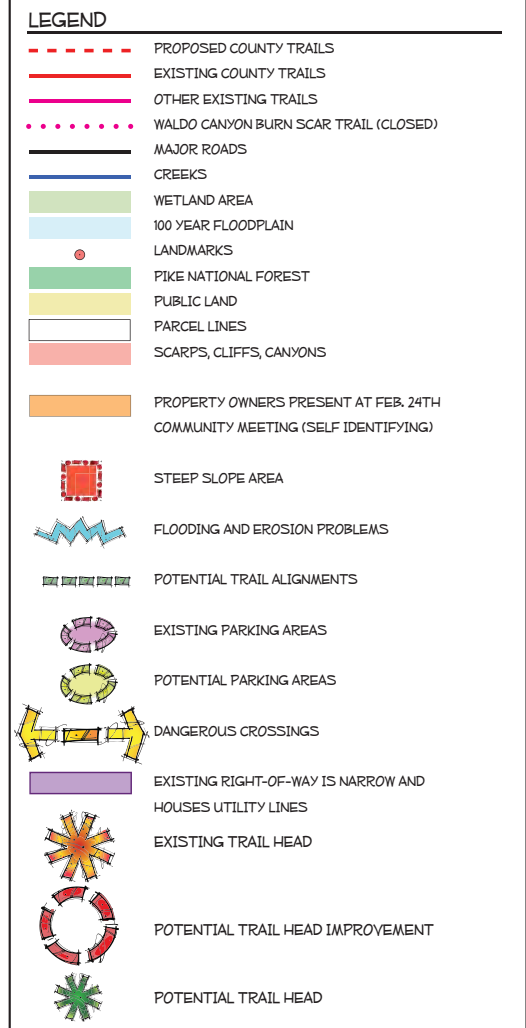 LEGEND
PROPOSED COUNTY TRAILS
EXISTING COUNTY TRAILS
OTHER EXISTING TRAILS
WALDO CANYON BURN SCAR TRAIL (CLOSED)
MAJOR ROADS
CREEKS
WETLAND AREA
100 YEAR FLOODPLAIN
LANDMARKS
PIKE NATIONAL FOREST
PUBLIC LAND
PARCEL LINES
SCARPS, CLIFFS, CANYONS
PROPERTY OWNERS PRESENT AT FEB. 24TH
COMMUNITY MEETING (SELF IDENTIFYING)
STEEP SLOPE AREA
FLOODING AND EROSION PROBLEMS
POTENTIAL TRAIL ALIGNMENTS
EXISTING PARKING AREAS
POTENTIAL PARKING AREAS
DANGEROUS CROSSINGS
EXISTING RIGHT-OF-WAY IS NARROW AND
HOUSES UTILITY LINES
EXISTING TRAIL HEAD
POTENTIAL TRAIL HEAD IMPROVEMENT
POTENTIAL TRAIL HEAD